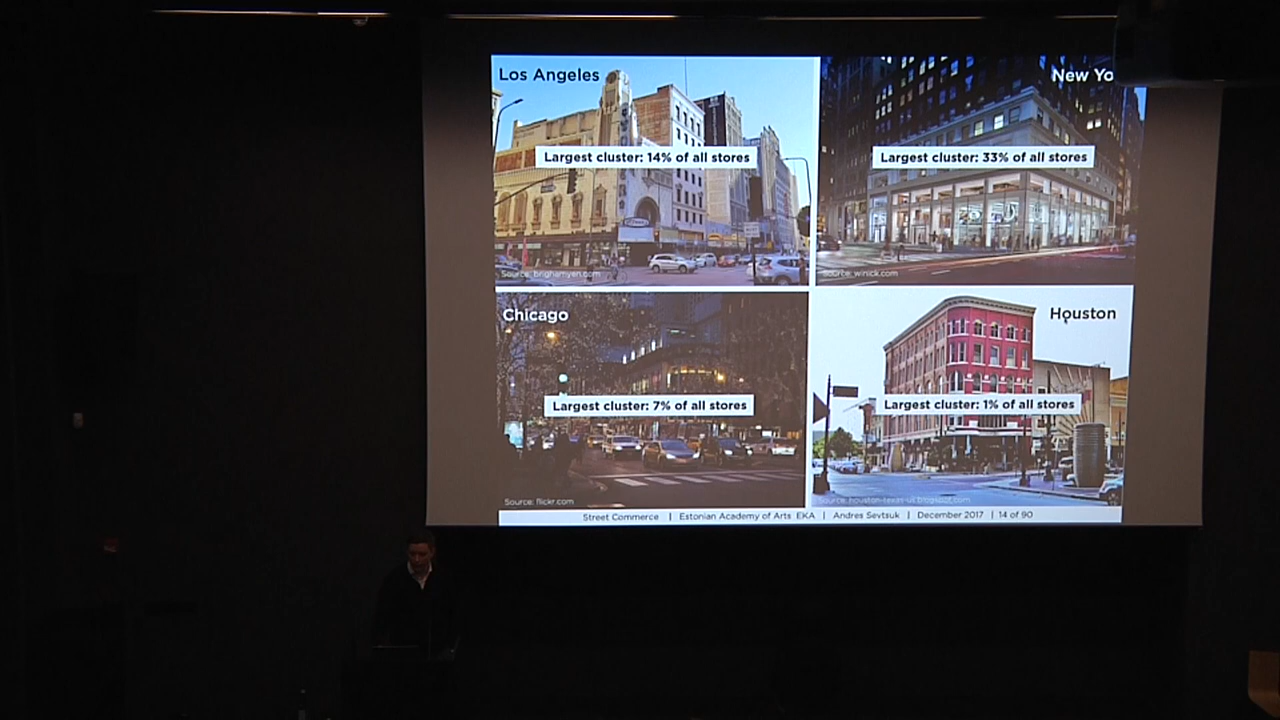 Los Angeles
New Yo
Largest cluster: 14% of all stores
Largest cluster: 33% of all stores
Source: brighamyen.com
Source: winick.com
Chicago
Houston
Largest cluster: 7% of all stores
Largest cluster: 1% of all stores
Source: flickr.com
Source: houston-texas-us.blogspot.com
Street Commerce | Estonian Academy of Arts EKA | Andres Sevtsuk | December 2017 | 14 of 90